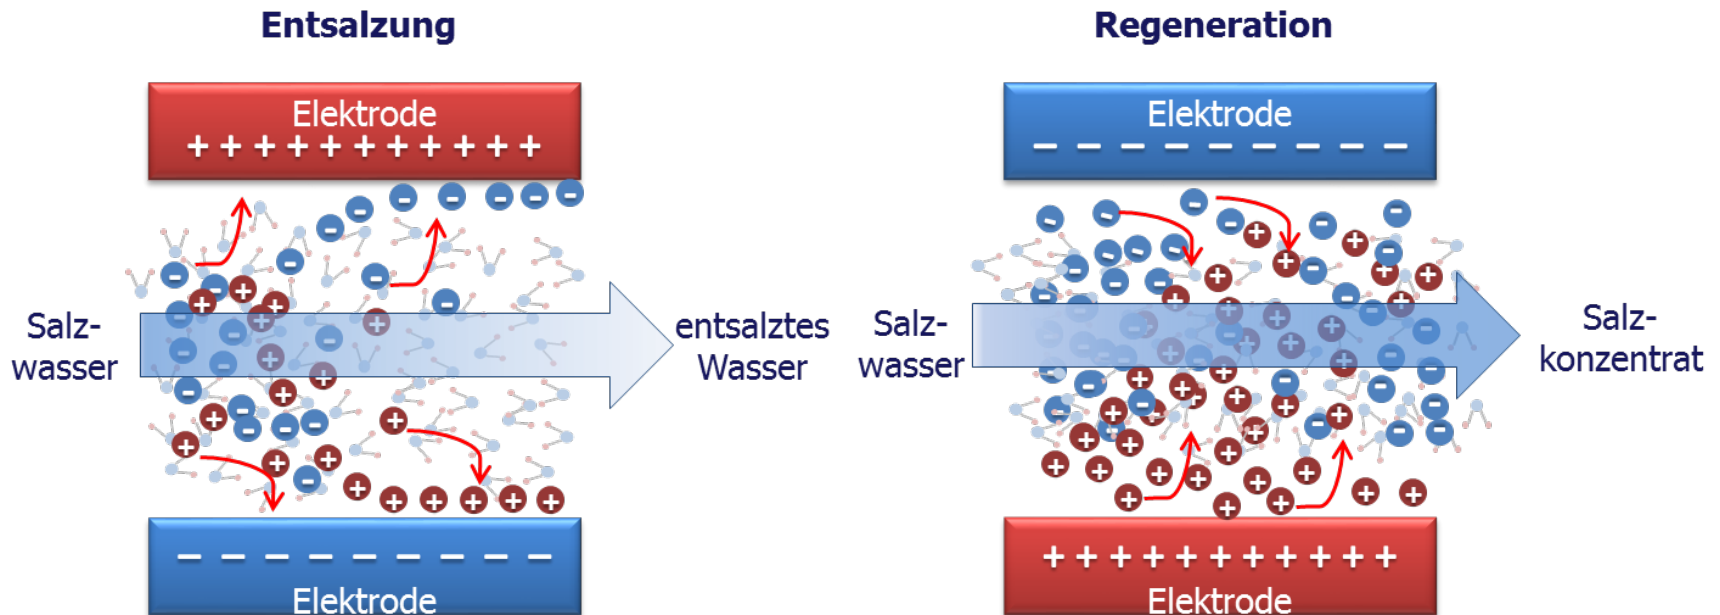 Entsalzung
Elektrode
+ + + + + + + + + + +
Salz-
wasser
entsalztes
Wasser
– – – – – – – – – –
Elektrode
Regeneration
Elektrode
– – – – – – – – – –
Salz-
wasser
Salz-
konzentrat
+ + + + + + + + + + +
Elektrode